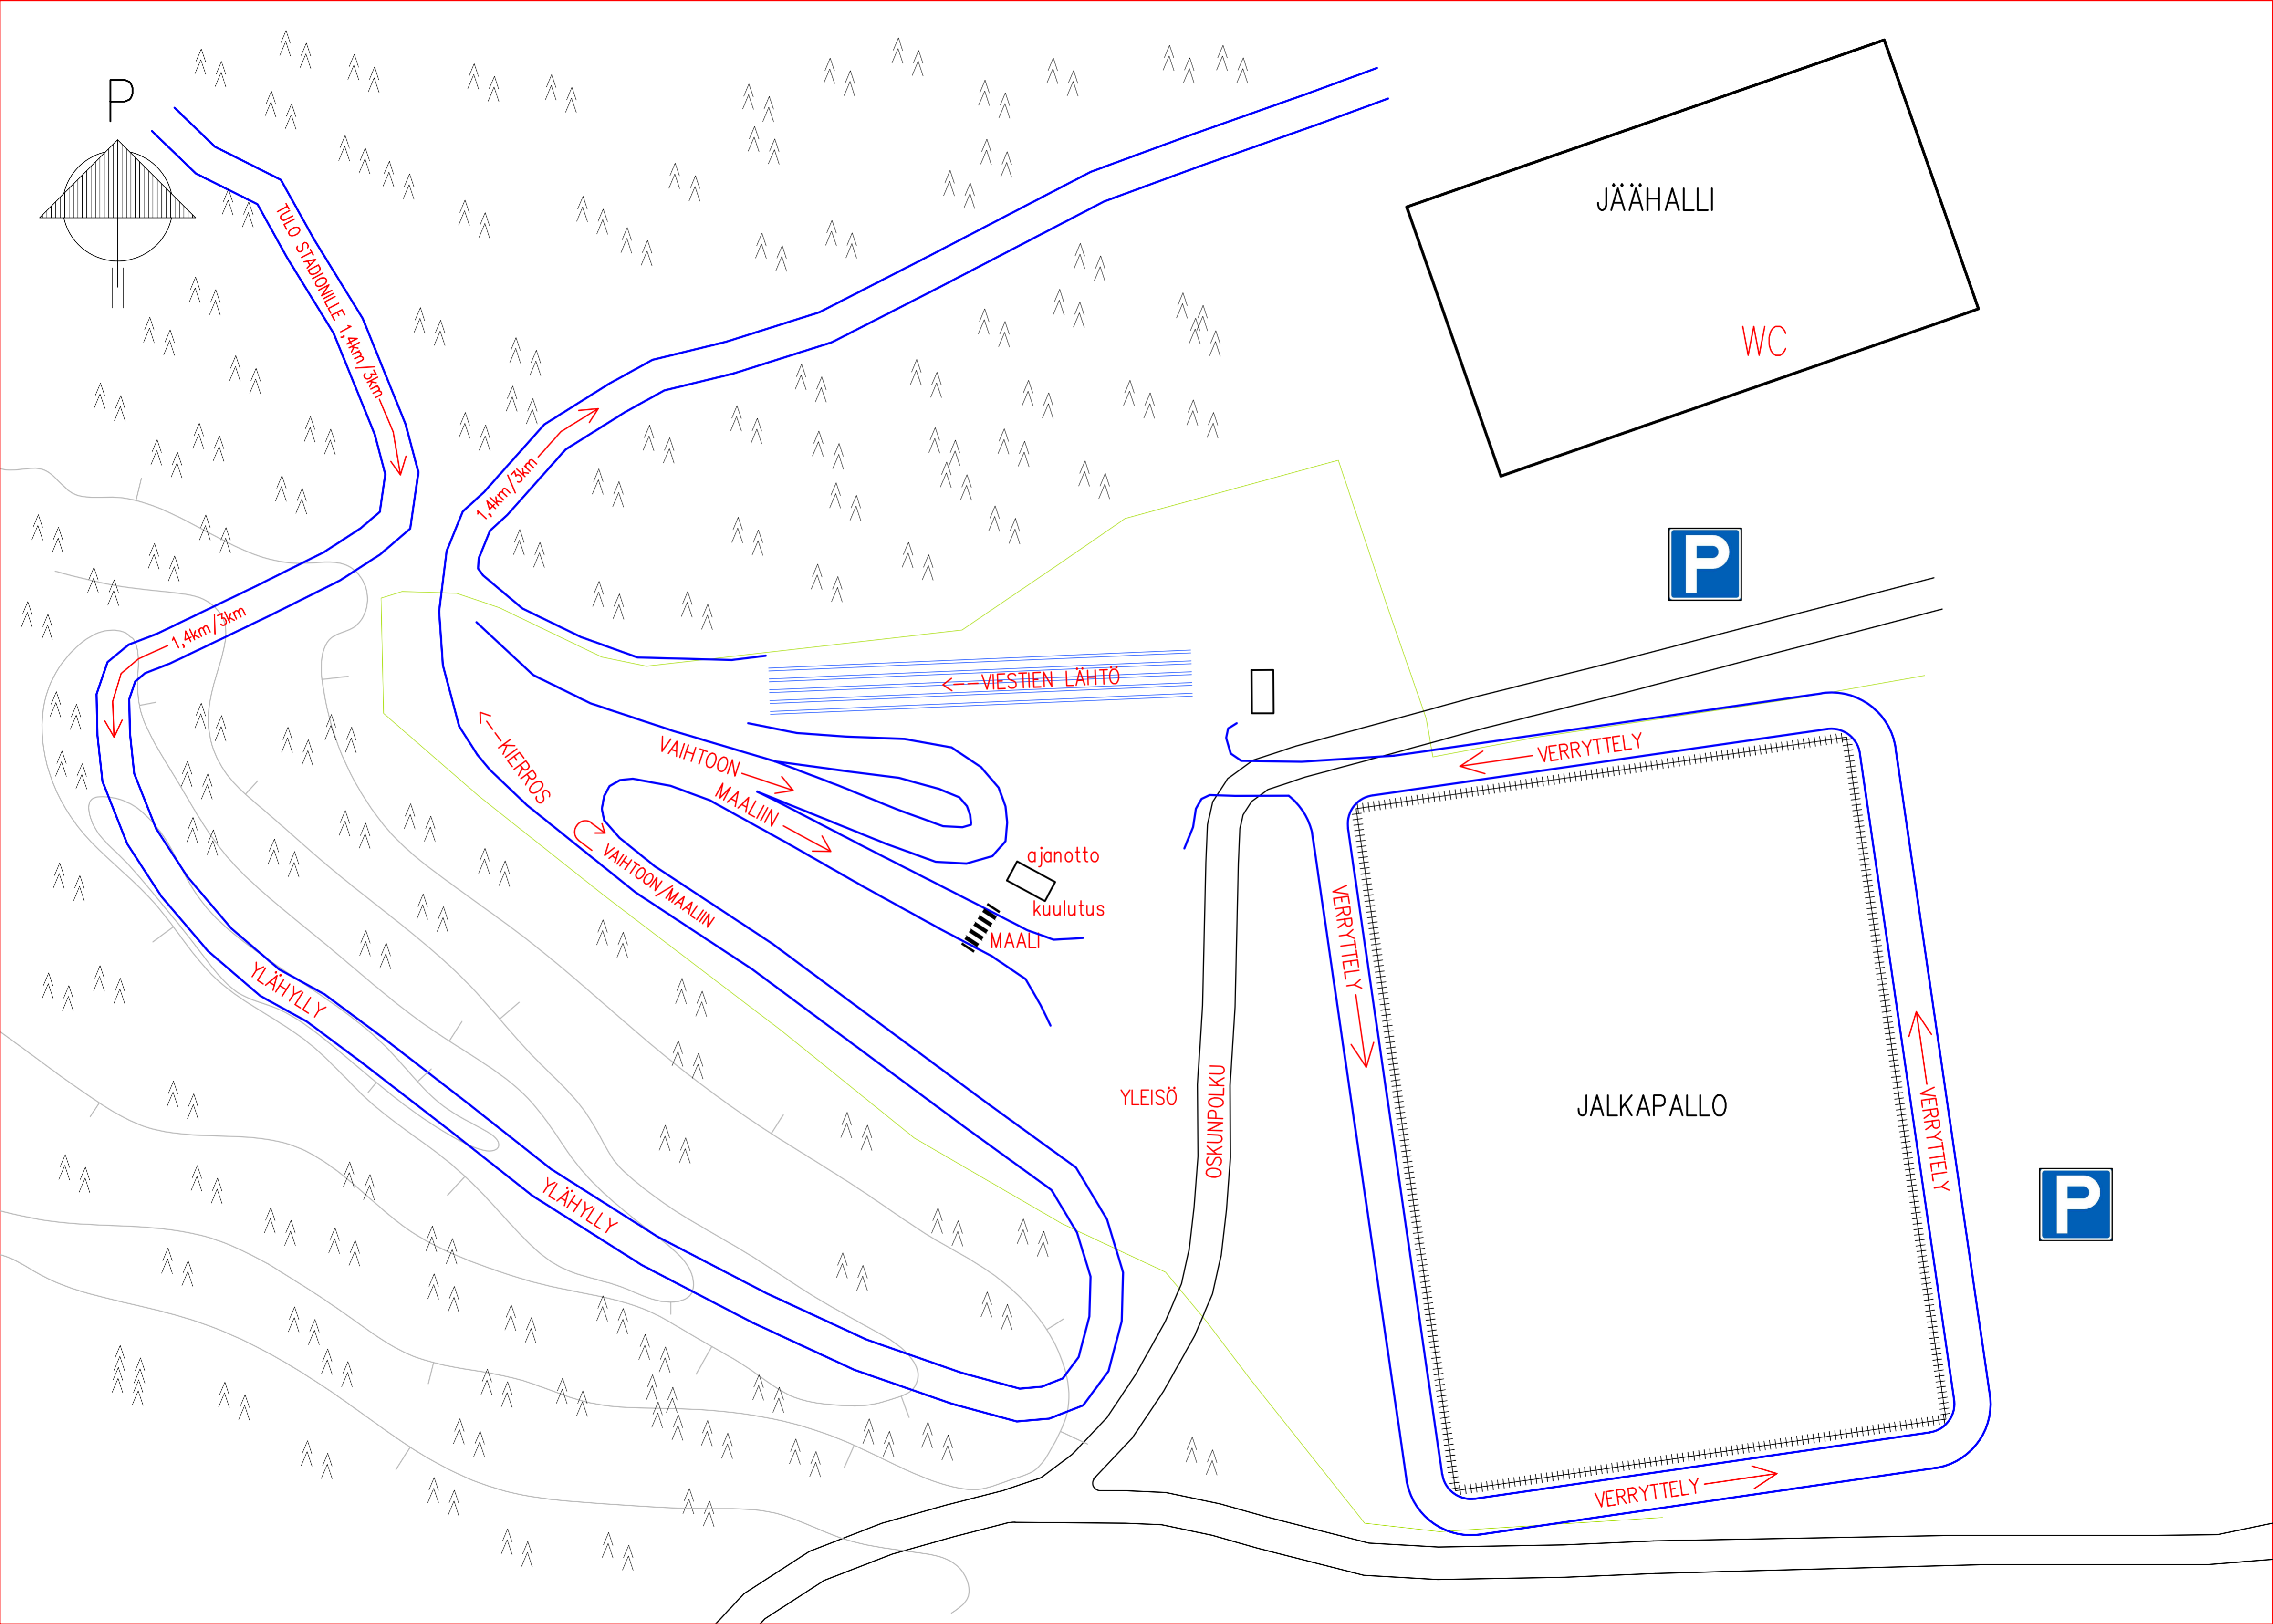 P
JÄÄHALLI
WC
TULO STADIONILLE 1,4km/3km
1,4km/3km
P
1,4km/3km
<--VIESTIEN LÄHTÖ
<--KIERROS
VAIHTOON
MAALIIN
VERRYTTELY
VAIHTOON/MAALIIN
ajanotto
kuulutus
MAALI
VERRYTTELY
YLÄHYLLY
YLEISÖ
OSKUNPOLKU
JALKAPALLO
VERRYTTELY
P
YLÄHYLLY
VERRYTTELY